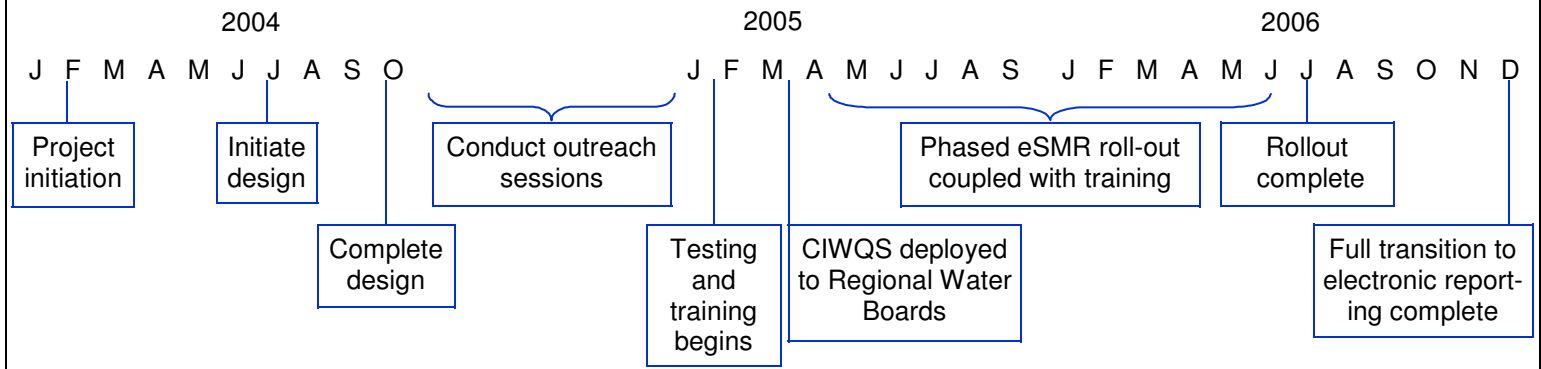 2004 2005 2006
J F M A M J J A S O J F M A M J J A S J F M A M J J A S O N D
Project
initiation
Initiate
design
Conduct outreach
sessions
Phased eSMR roll-out
coupled with training
Rollout
complete
Complete
design
Testing
and
training
begins
CIWQS deployed
to Regional Water
Boards
Full transition to
electronic report-
ing complete